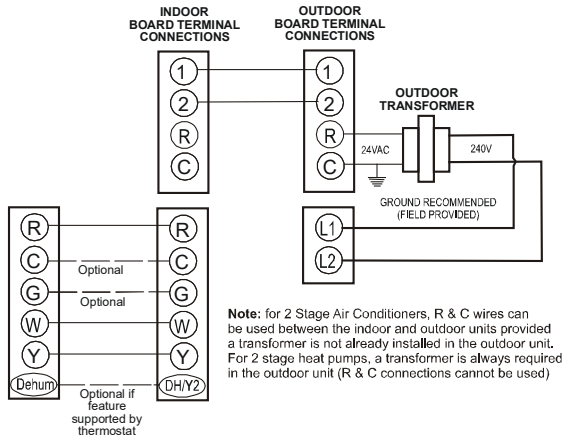 INDOOR
BOARD TERMINAL
CONNECTIONS
OUTDOOR
BOARD TERMINAL
CONNECTIONS
1
1
2
2
R
R
C
C
OUTDOOR
TRANSFORMER
24VAC
240V
GROUND RECOMMENDED
(FIELD PROVIDED)
L1
L2
R
R
C
Optional
C
G
Optional
G
W
W
Y
Y
Dehum
DH/Y2
Optional if
feature
supported by
thermostat
Note: for 2 Stage Air Conditioners, R & C wires can
be used between the indoor and outdoor units provided
a transformer is not already installed in the outdoor unit.
For 2 stage heat pumps, a transformer is always required
in the outdoor unit (R & C connections cannot be used)